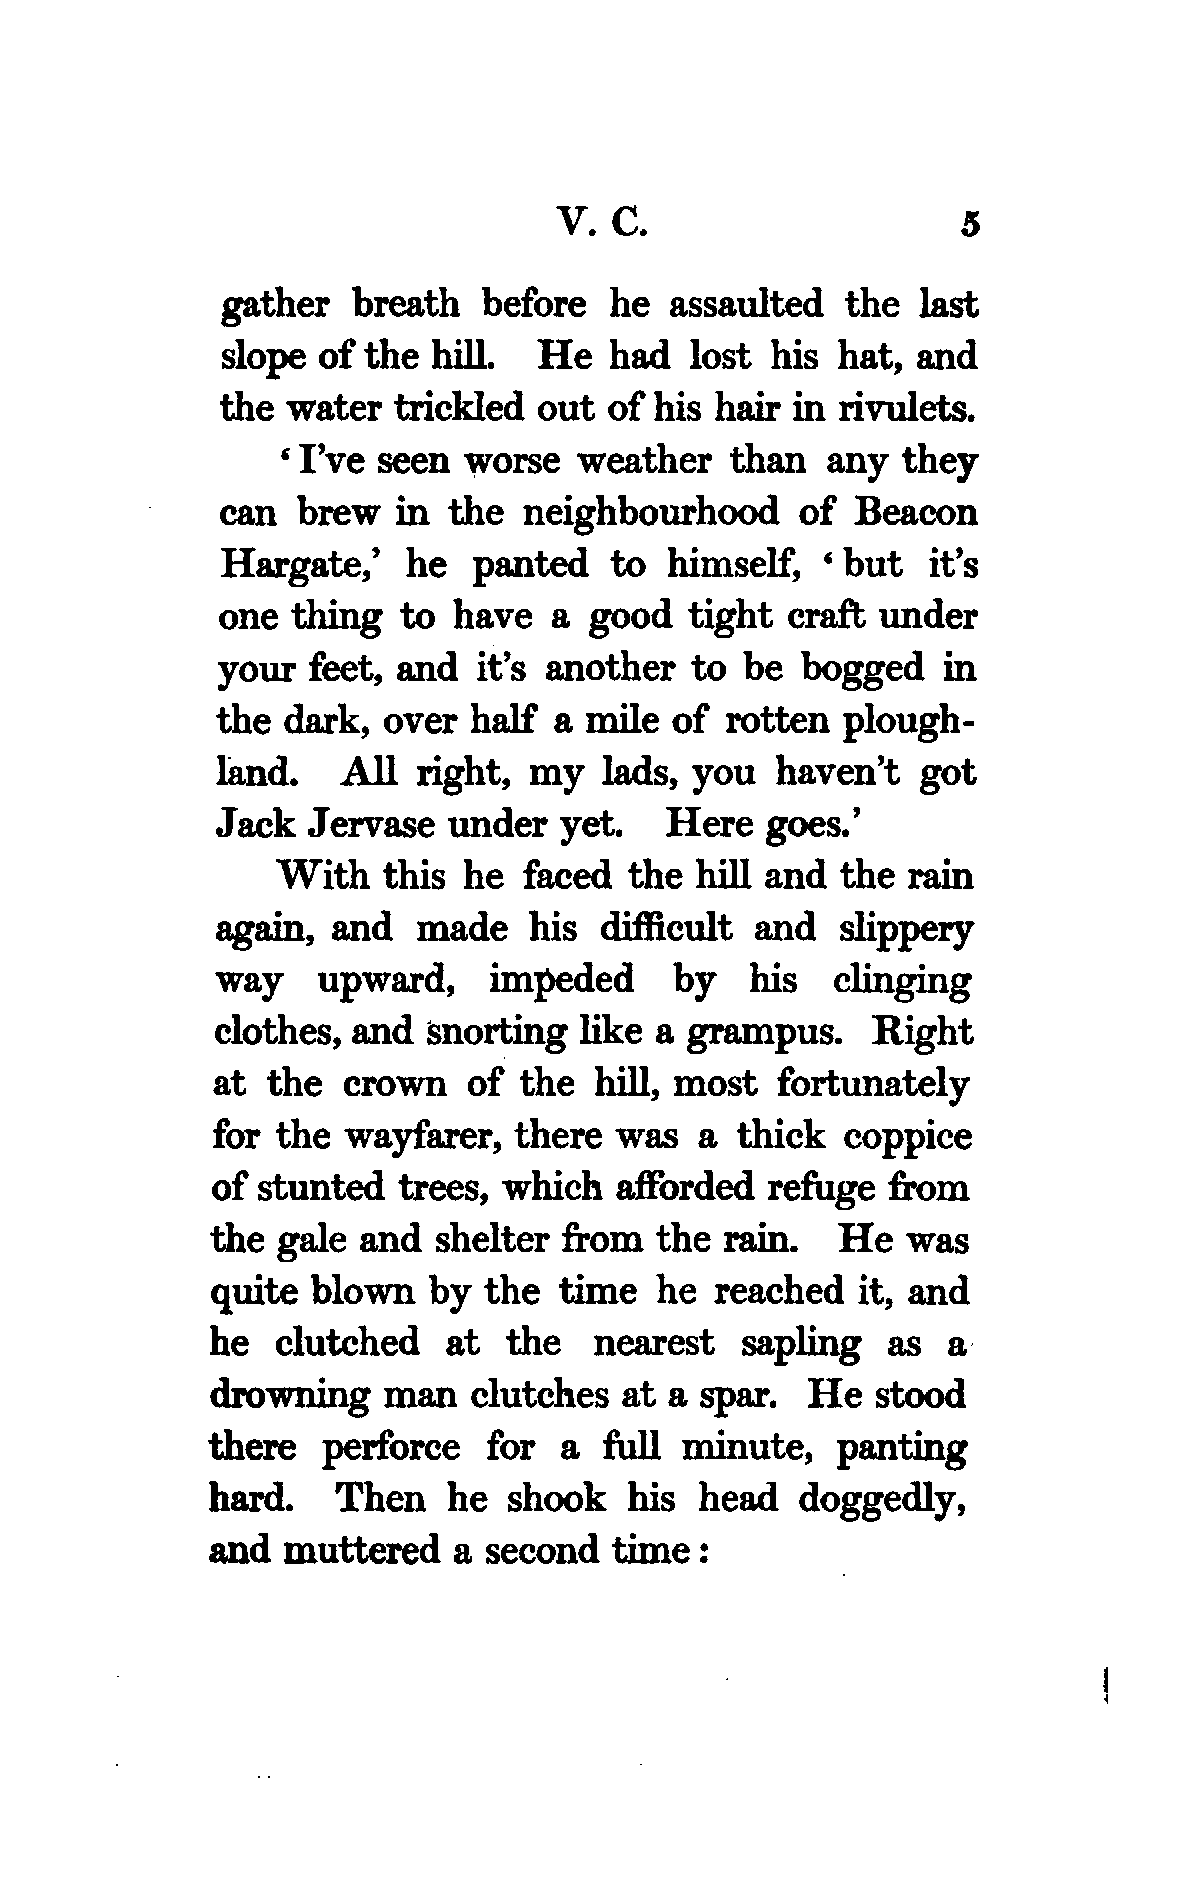 V. C. 5
gather breath before he assaulted the last
slope of the hill. He had lost his hat, and
the water trickled out of his hair in rivulets.
‘I’ve seen worse weather than any they
can brew in the neighbourhood of Beacon
Hargate,’ he panted to himself, ‘but it’s
one thing to have a good tight craft under
your feet, and it’s another to be bogged in
the dark, over half a mile of rotten plough-
land. All right, my lads, you haven’t got
Jack Jervase under yet. Here goes.’
With this he faced the hill and the rain
again, and made his difficult and slippery
way upward, impeded by his clinging
clothes, and snorting like a grampus. Right
at the crown of the hill, most fortunately
for the wayfarer, there was a thick coppice
of stunted trees, which afforded refuge from
the gale and shelter from the rain. He was
quite blown by the time he reached it, and
he clutched at the nearest sapling as a
drowning man clutches at a spar. He stood
there perforce for a full minute, panting
hard. Then he shook his head doggedly,
and muttered a second time: